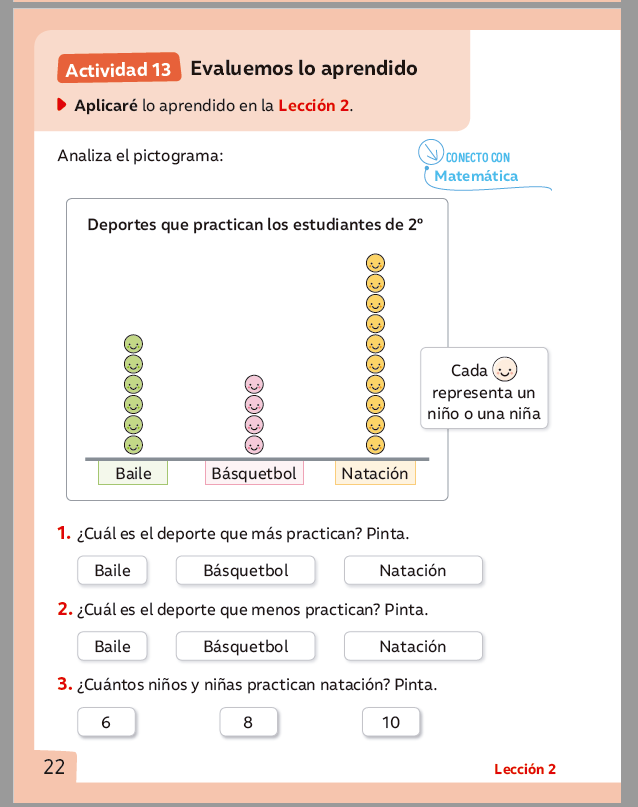 Actividad 13 Evaluemos lo aprendido
Aplicaré lo aprendido en la Lección 2.
Analiza el pictograma:
CONECTO CON
Matemática
Deportes que practican los estudiantes de 2°
Cada
representa un
niño o una niña
Baile Básquetbol Natación
1. ¿Cuál es el deporte que más practican? Pinta.
Baile Básquetbol Natación
2. ¿Cuál es el deporte que menos practican? Pinta.
Baile Básquetbol Natación
3. ¿Cuántos niños y niñas practican natación? Pinta.
6 8 10
22
Lección 2